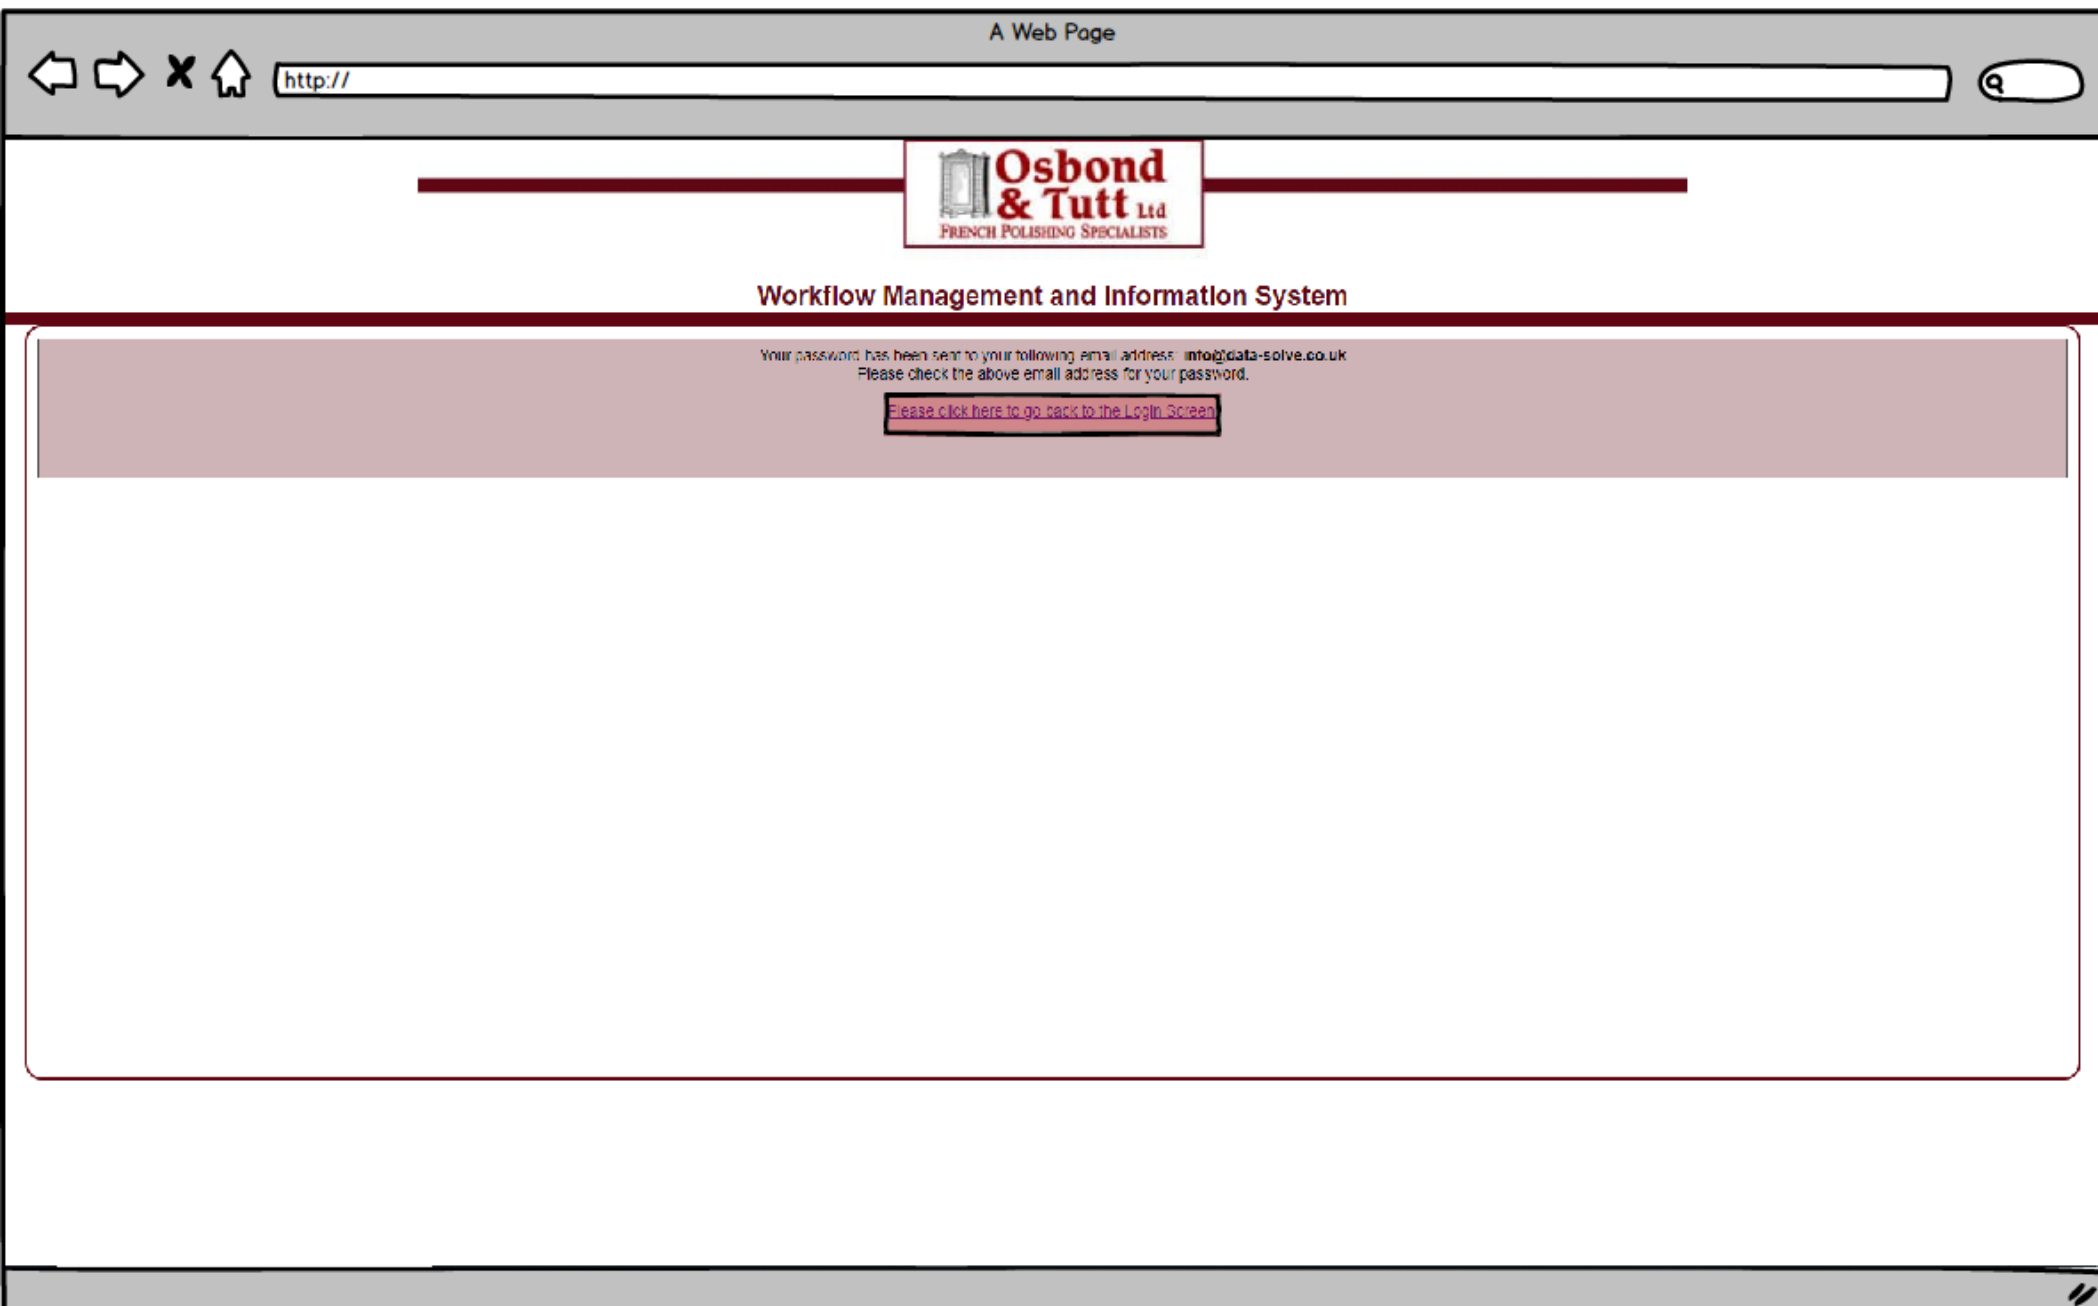 A Web Page
http://
Osbond
& Tutt Ltd
FRENCH POLISHING SPECIALISTS
Workflow Management and Information System
Your password has been sent to your following email address: info@data-solve.co.uk
Please check the above email address for your password.
Please click here to go back to the Login Screen